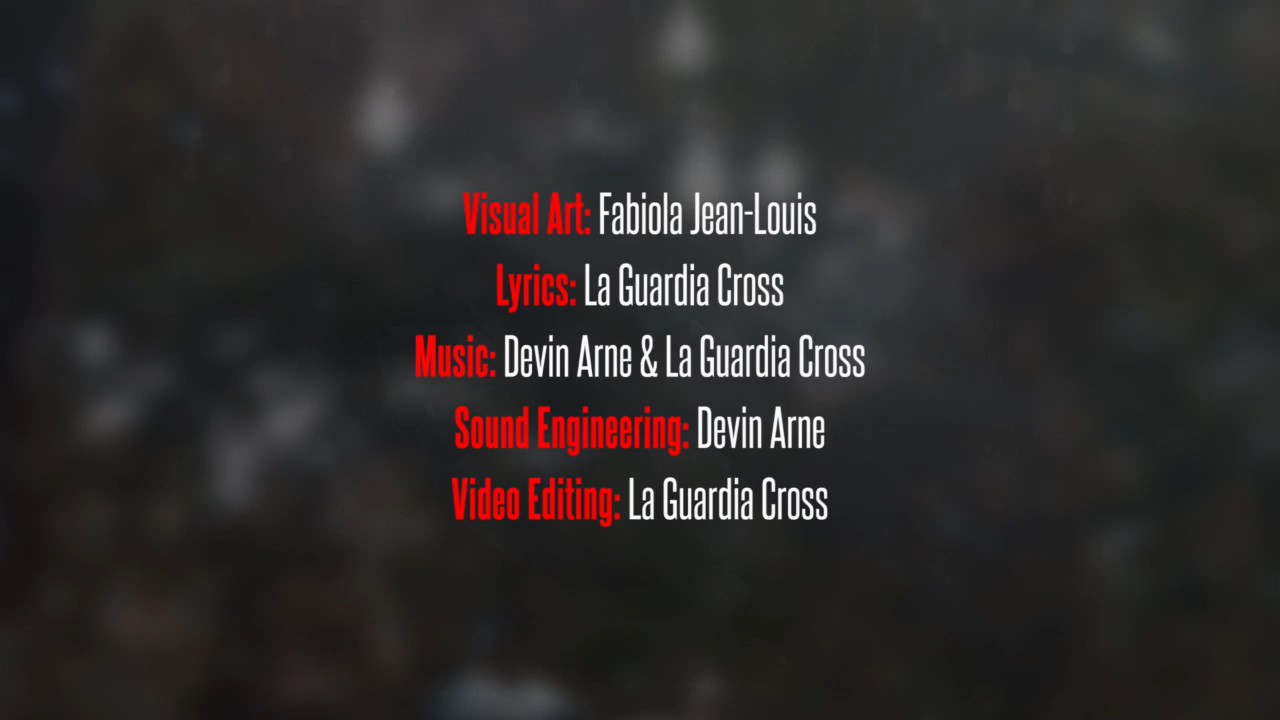 Visual Art: Fabiola Jean-Louis
Lyrics: La Guardia Cross
Music: Devin Arne & La Guardia Cross
Sound Engineering: Devin Arne
Video Editing: La Guardia Cross